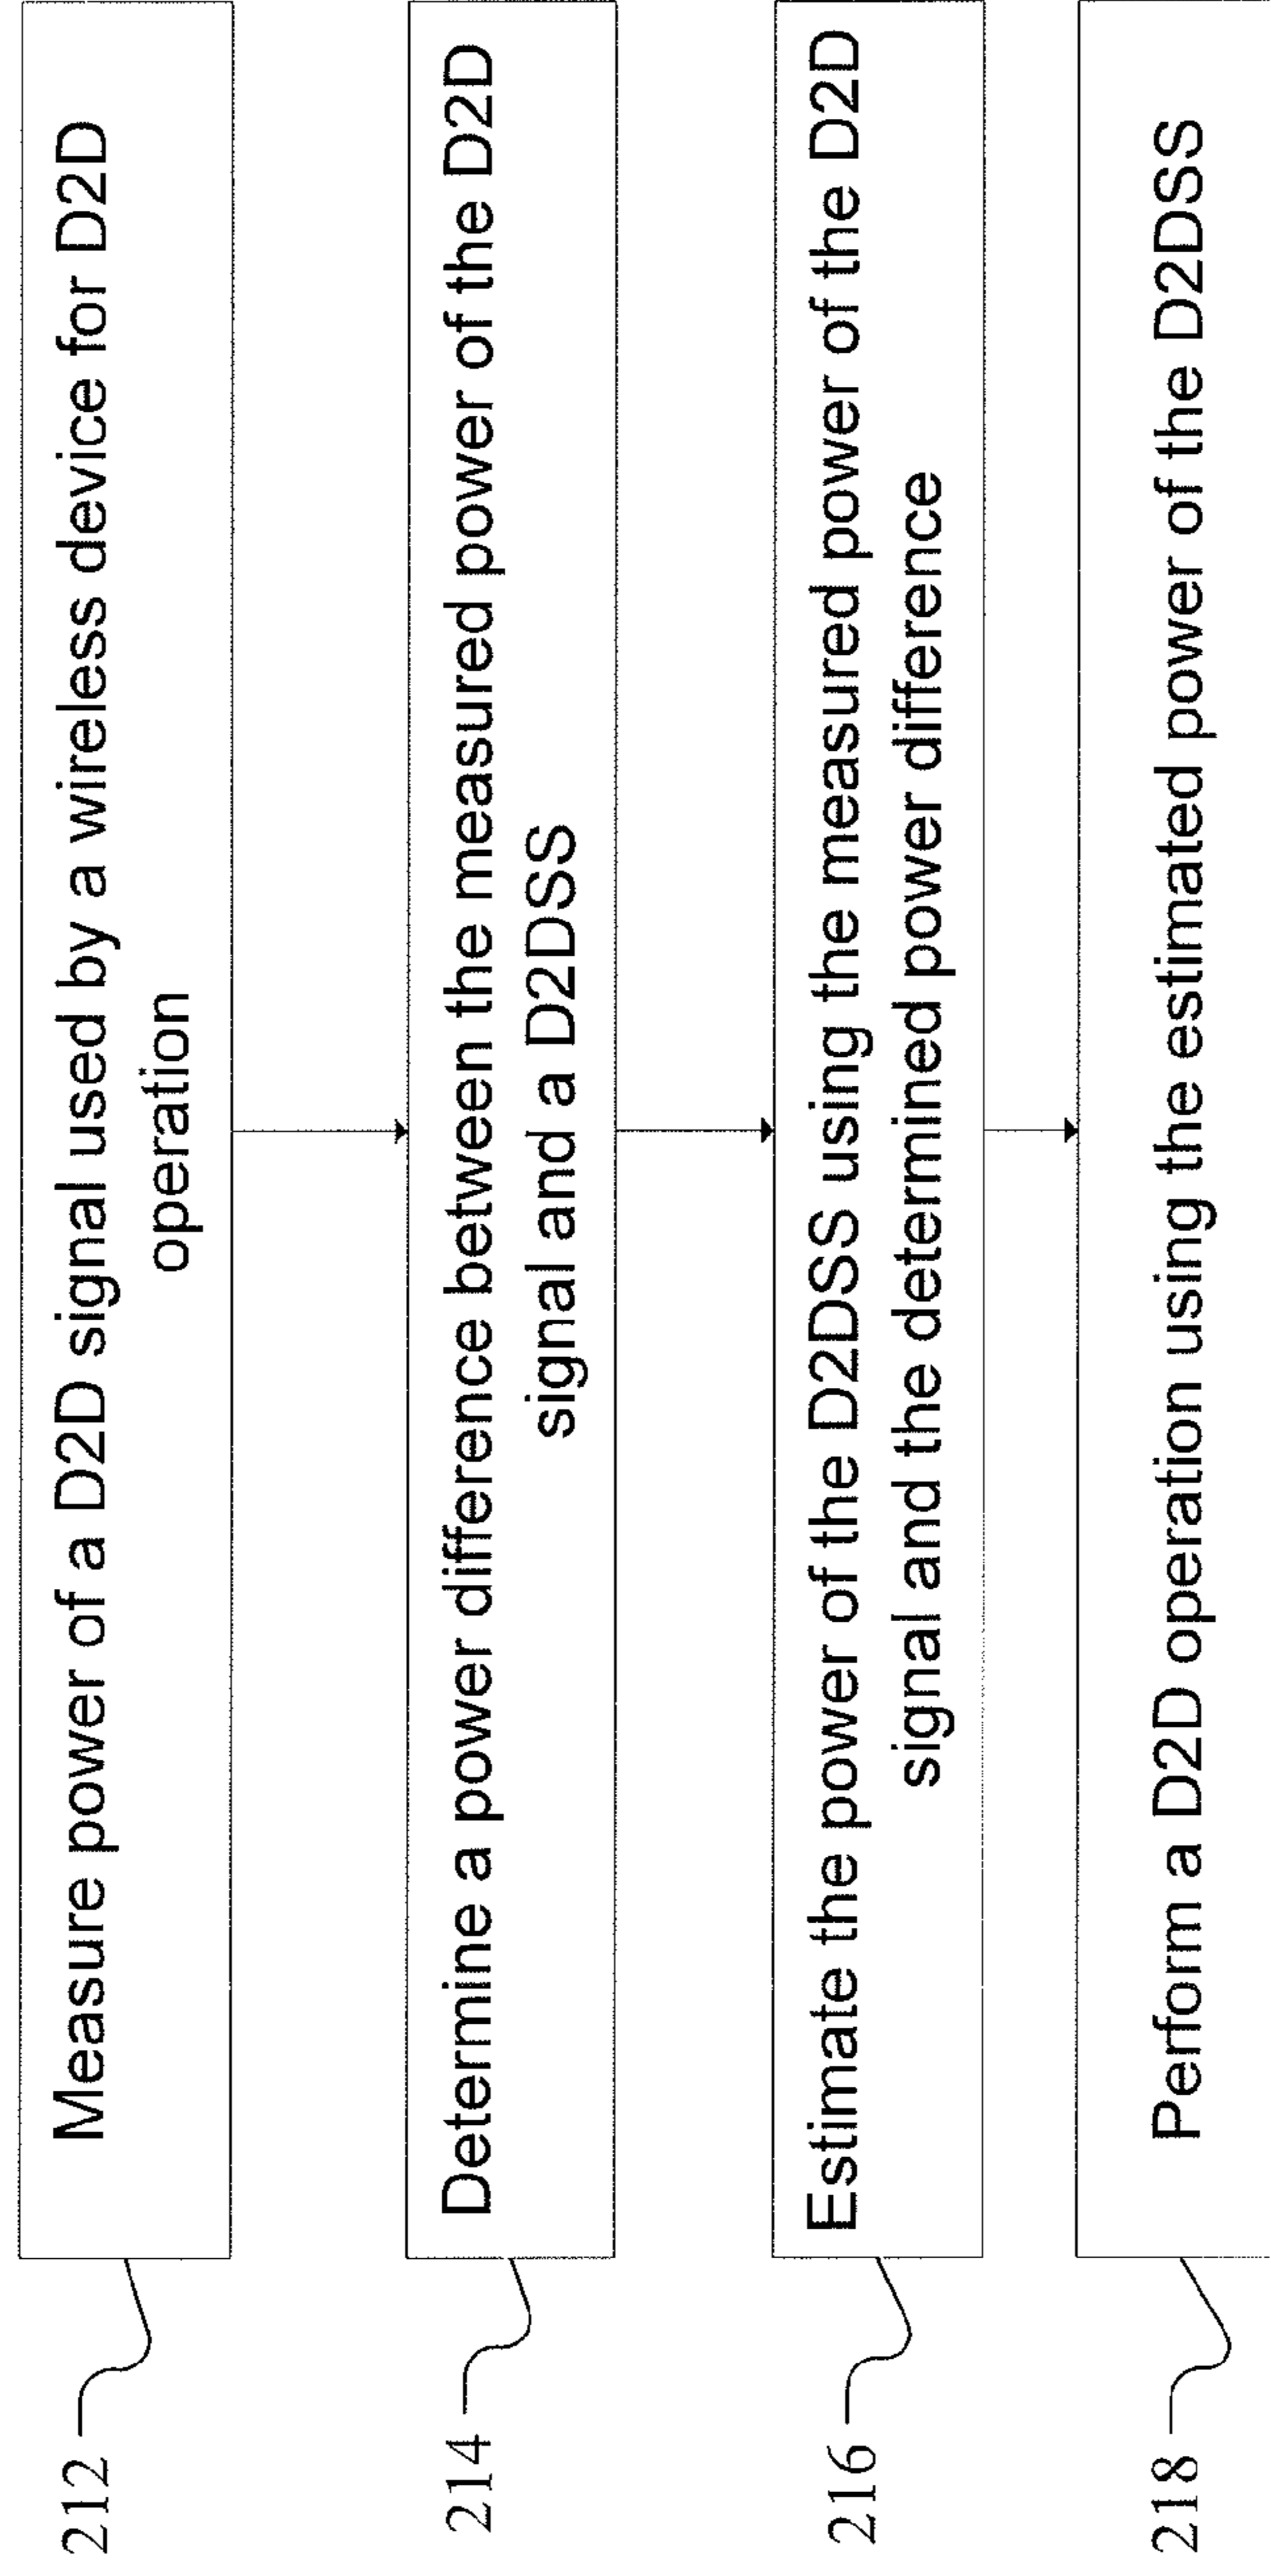 212
Measure power of a D2D signal used by a wireless device for D2D
operation
214
Determine a power difference between the measured power of the D2D
signal and a D2DSS
216
Estimate the power of the D2DSS using the measured power of the D2D
signal and the determined power difference
218
Perform a D2D operation using the estimated power of the D2DSS